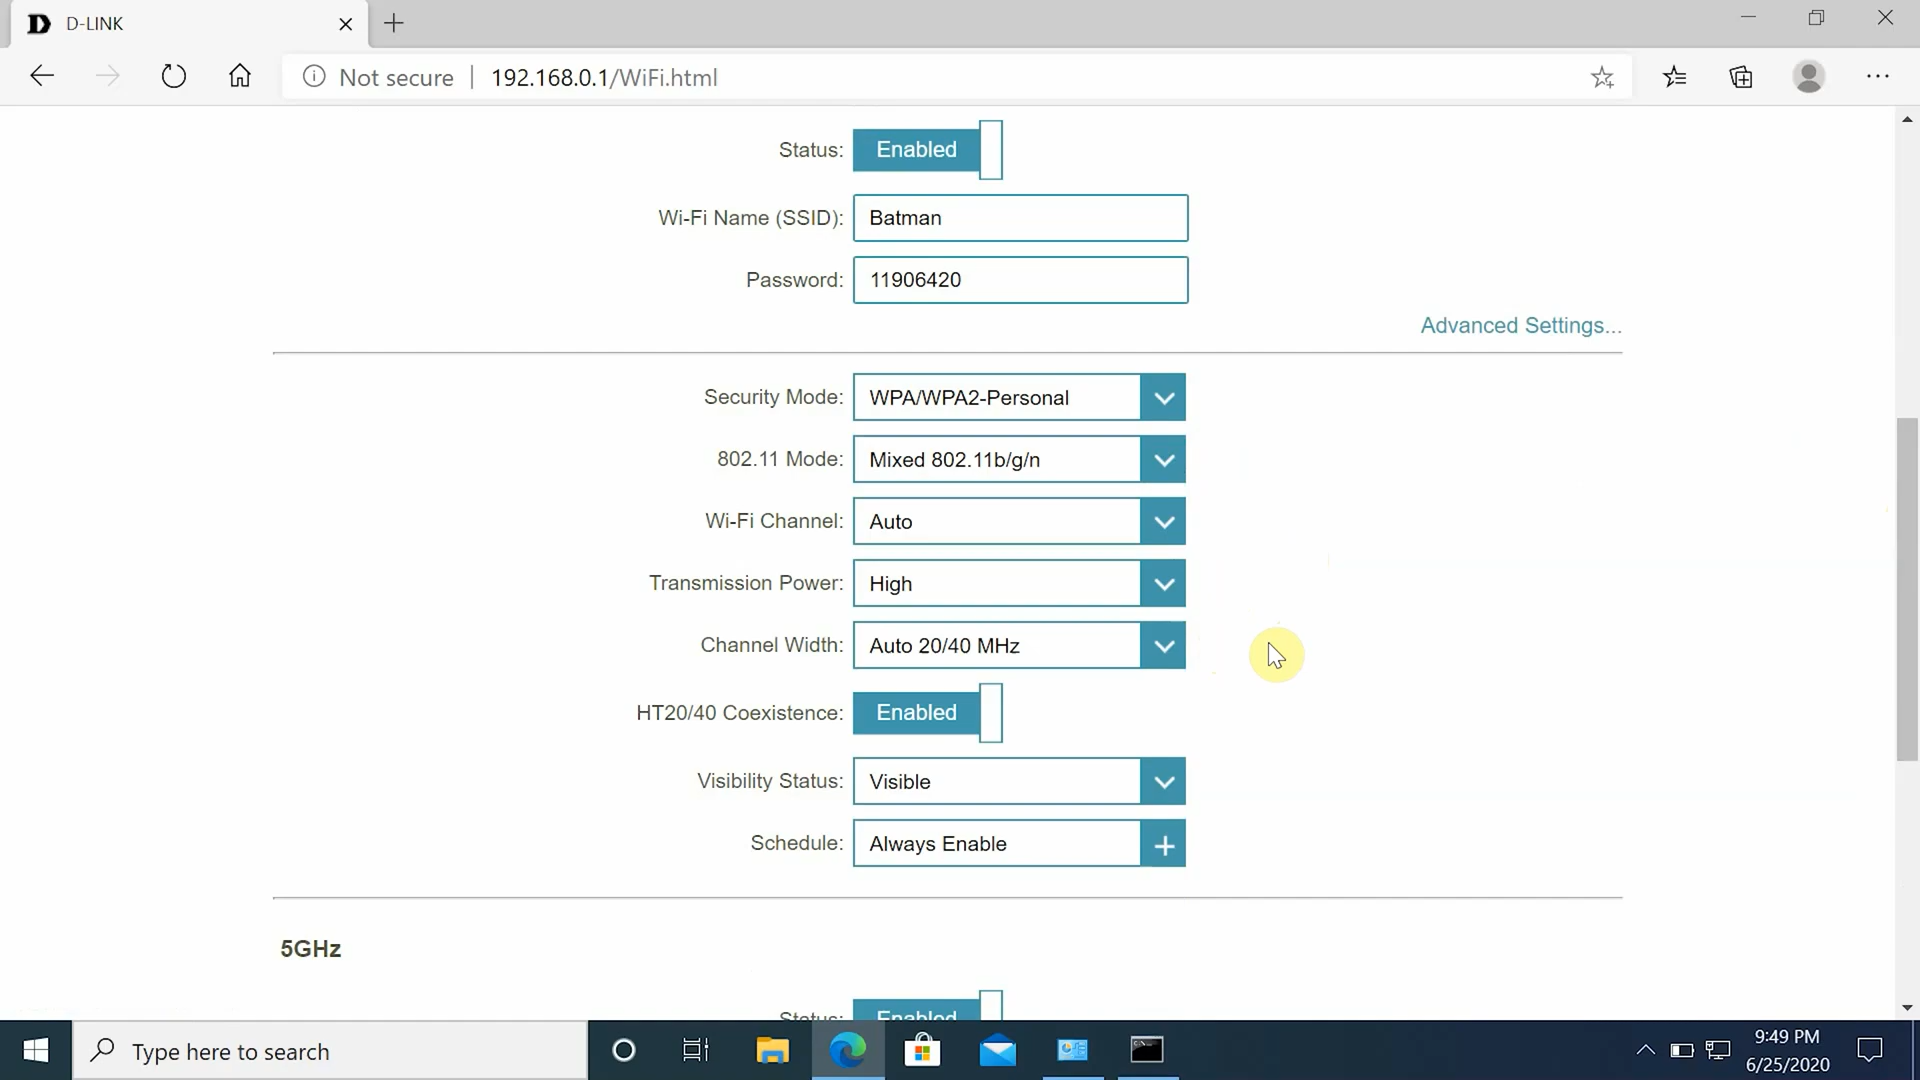 D-LINK
Not secure | 192.168.0.1/WiFi.html
Status: Enabled
Wi-Fi Name (SSID): Batman
Password: 11906420
Advanced Settings...
Security Mode: WPA/WPA2-Personal
802.11 Mode: Mixed 802.11b/g/n
Wi-Fi Channel: Auto
Transmission Power: High
Channel Width: Auto 20/40 MHz
HT20/40 Coexistence: Enabled
Visibility Status: Visible
Schedule: Always Enable
5GHz
Status: Enabled
Type here to search
9:49 PM
6/25/2020